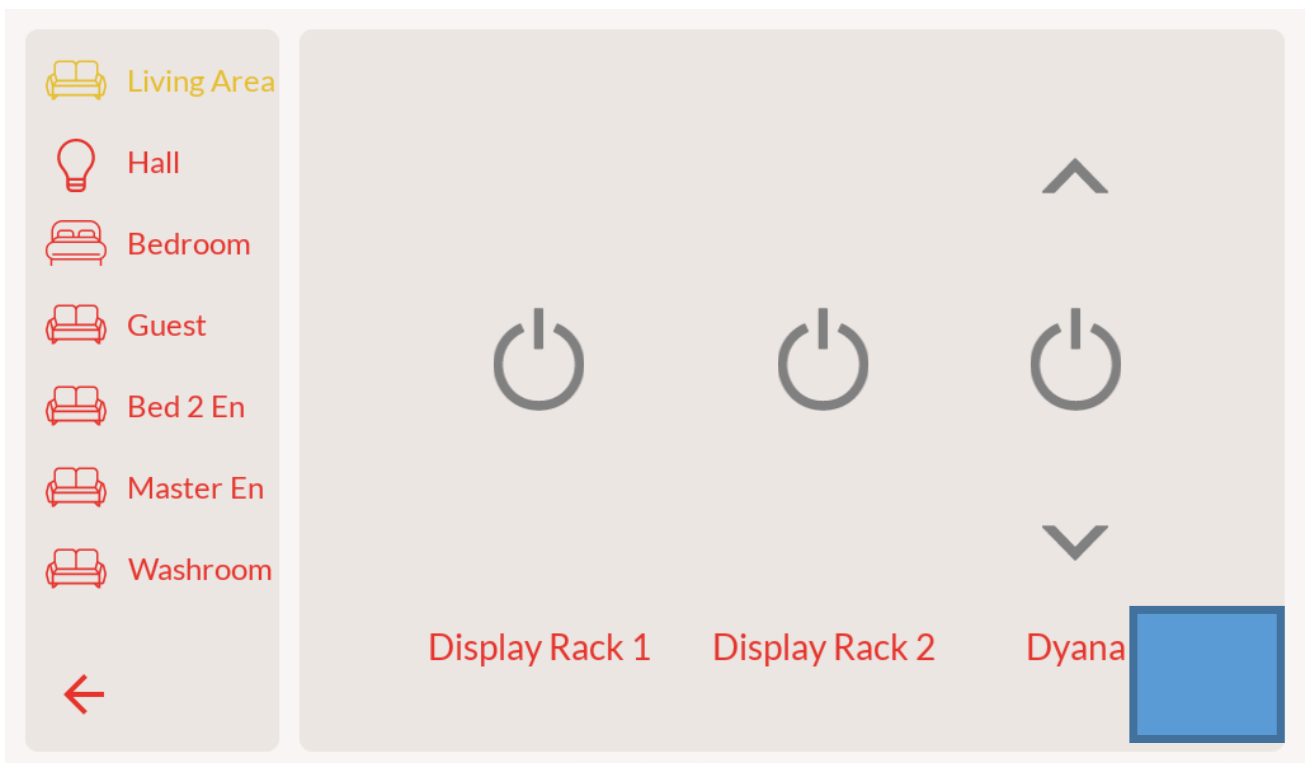 Living Area
Hall
Bedroom
Guest
Bed 2 En
Master En
Washroom
Display Rack 1
Display Rack 2
Dyana